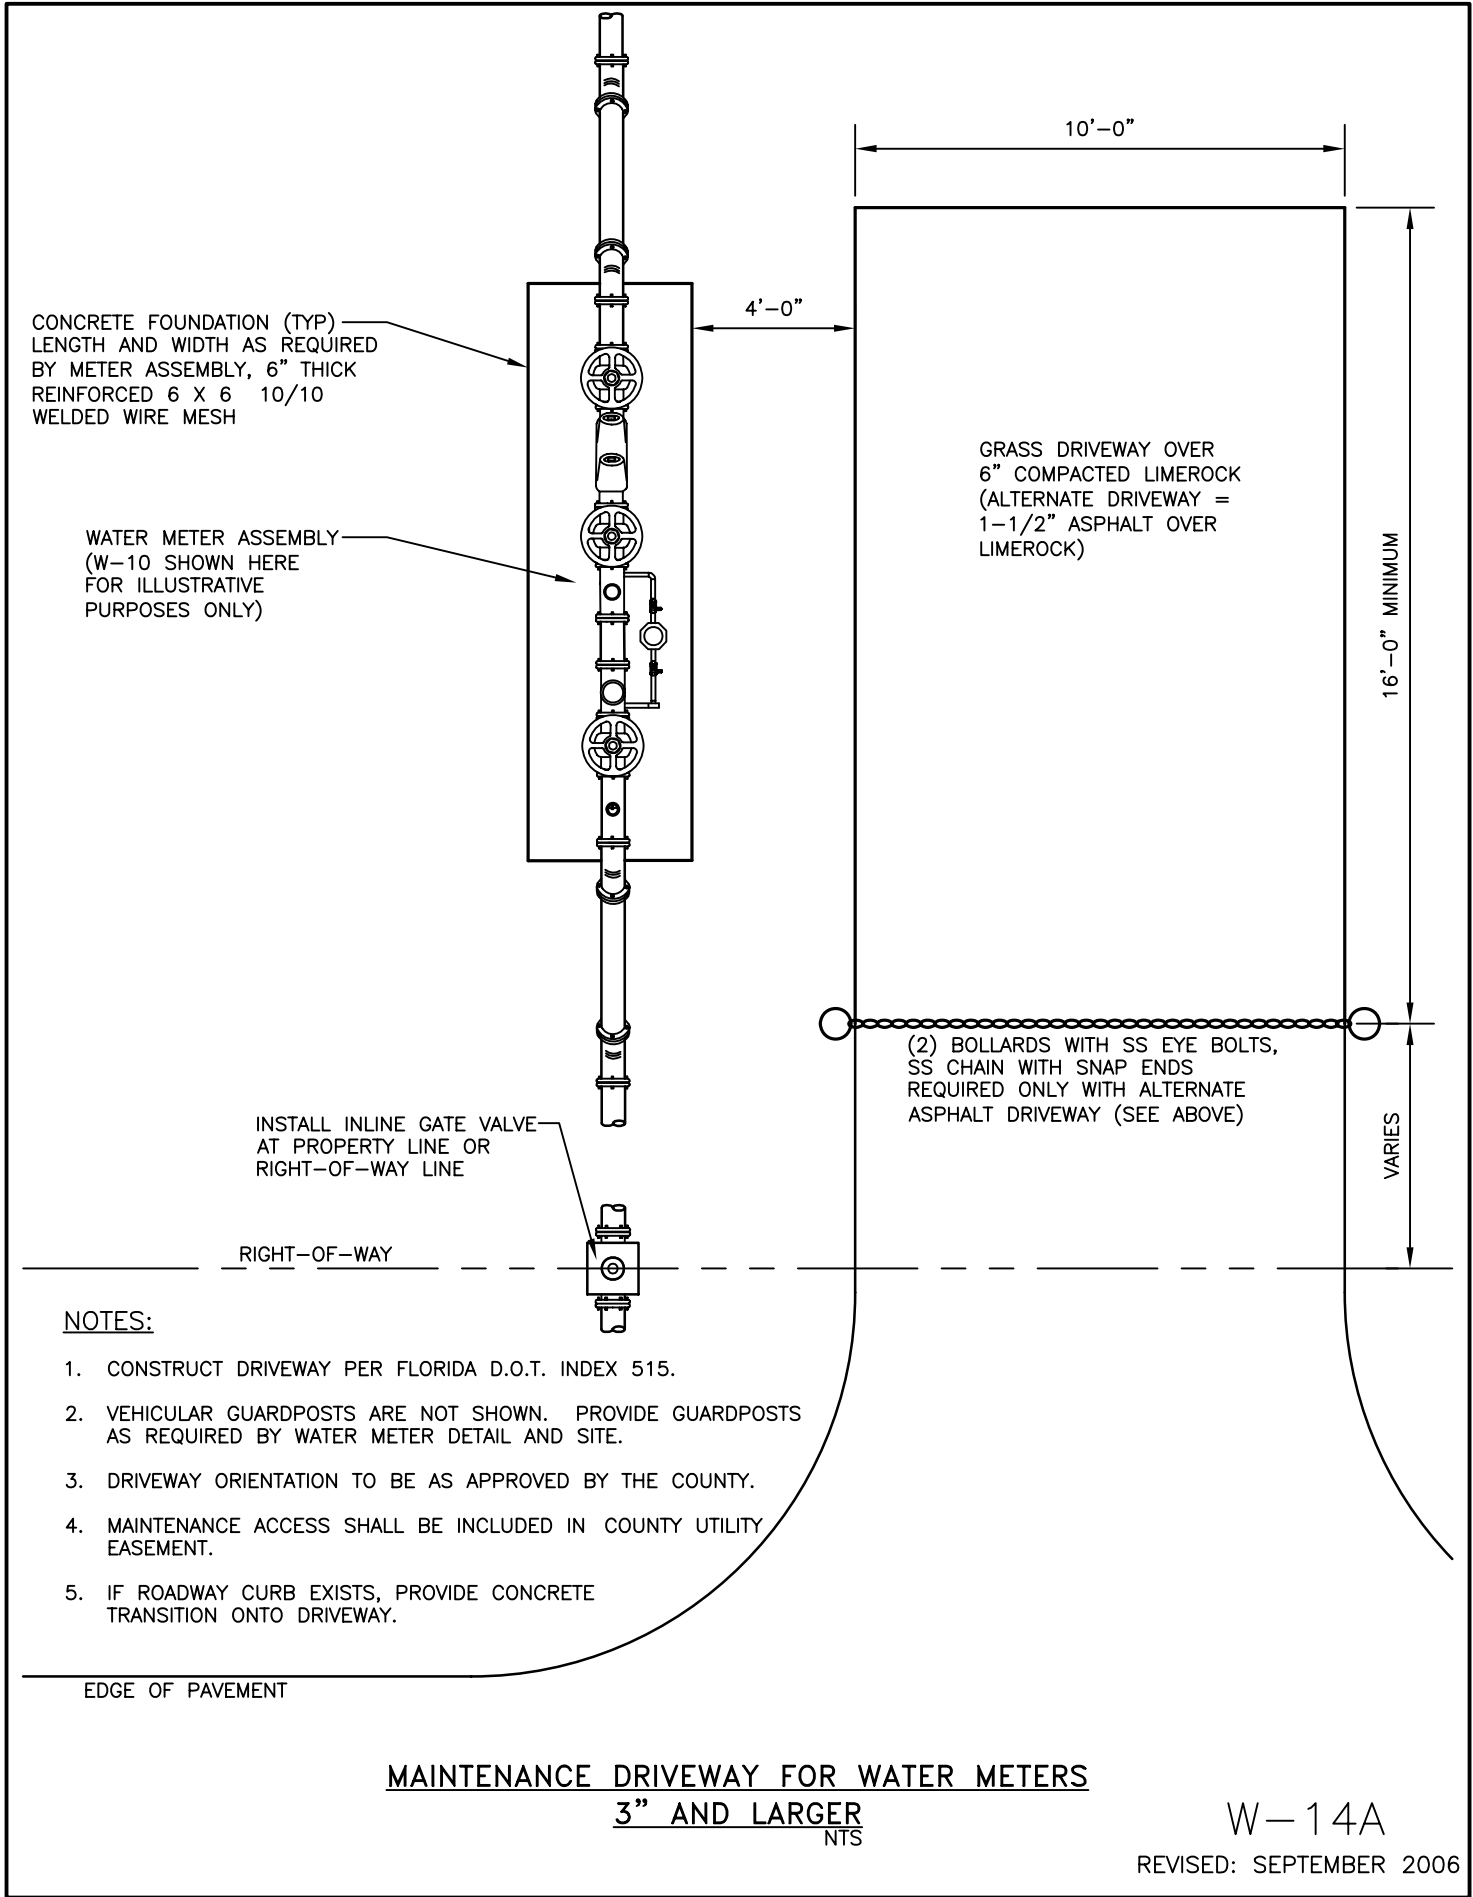 10'-0"
4'-0"
CONCRETE FOUNDATION (TYP)
LENGTH AND WIDTH AS REQUIRED
BY METER ASSEMBLY, 6" THICK
REINFORCED 6 X 6 10/10
WELDED WIRE MESH
GRASS DRIVEWAY OVER
6" COMPACTED LIMEROCK
(ALTERNATE DRIVEWAY =
1-1/2" ASPHALT OVER
LIMEROCK)
WATER METER ASSEMBLY
(W-10 SHOWN HERE
FOR ILLUSTRATIVE
PURPOSES ONLY)
16'-0" MINIMUM
(2) BOLLARDS WITH SS EYE BOLTS,
SS CHAIN WITH SNAP ENDS
REQUIRED ONLY WITH ALTERNATE
ASPHALT DRIVEWAY (SEE ABOVE)
VARIES
INSTALL INLINE GATE VALVE
AT PROPERTY LINE OR
RIGHT-OF-WAY LINE
RIGHT-OF-WAY
NOTES:
1. CONSTRUCT DRIVEWAY PER FLORIDA D.O.T. INDEX 515.
2. VEHICULAR GUARDPOSTS ARE NOT SHOWN. PROVIDE GUARDPOSTS
AS REQUIRED BY WATER METER DETAIL AND SITE.
3. DRIVEWAY ORIENTATION TO BE AS APPROVED BY THE COUNTY.
4. MAINTENANCE ACCESS SHALL BE INCLUDED IN COUNTY UTILITY
EASEMENT.
5. IF ROADWAY CURB EXISTS, PROVIDE CONCRETE
TRANSITION ONTO DRIVEWAY.
EDGE OF PAVEMENT
MAINTENANCE DRIVEWAY FOR WATER METERS
3" AND LARGER
NTS
W-14A
REVISED: SEPTEMBER 2006